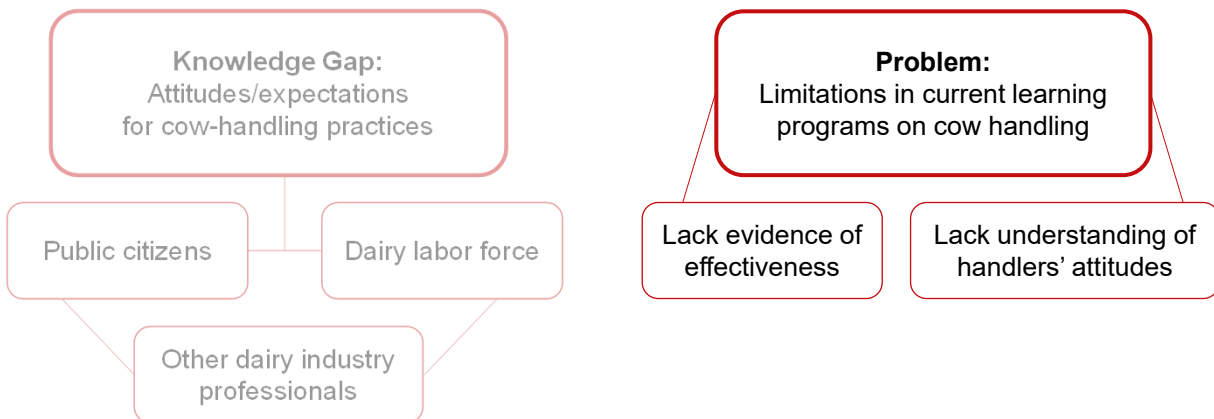 Knowledge Gap:
Attitudes/expectations
for cow-handling practices
Public citizens
Dairy labor force
Other dairy industry
professionals
Problem:
Limitations in current learning
programs on cow handling
Lack evidence of
effectiveness
Lack understanding of
handlers’ attitudes